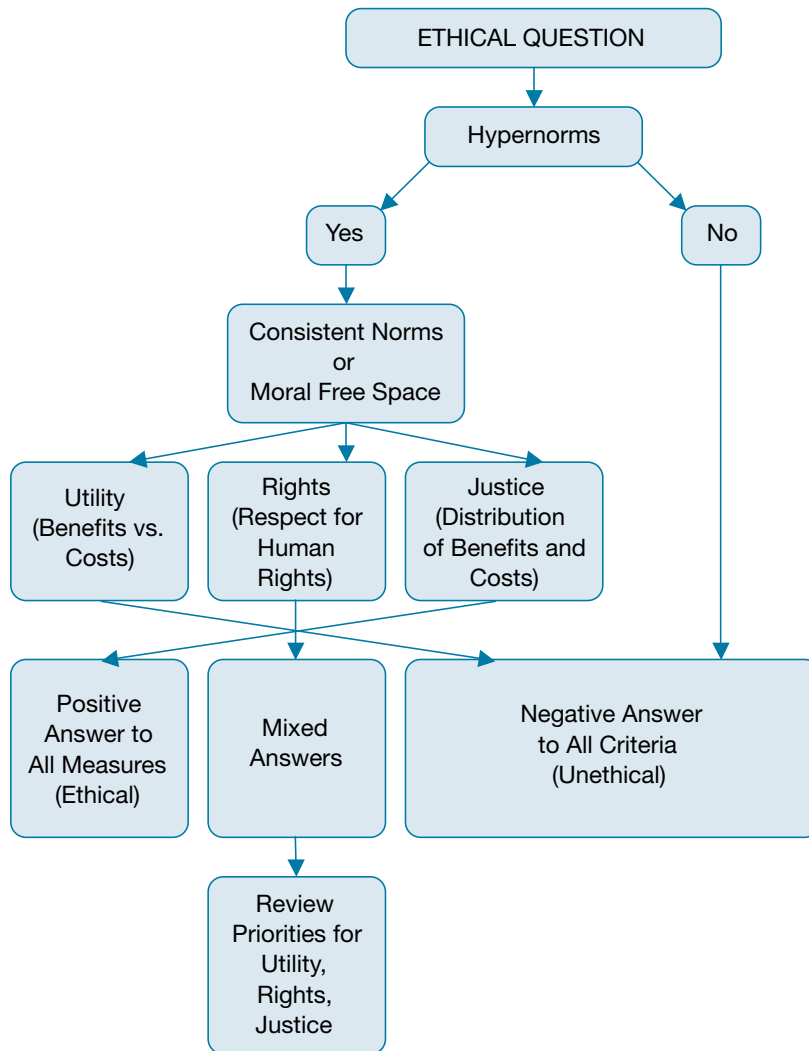 ETHICAL QUESTION
Hypernorms
Yes
No
Consistent Norms
or
Moral Free Space
Utility
(Benefits vs.
Costs)
Rights
(Respect for
Human
Rights)
Justice
(Distribution
of Benefits and
Costs)
Positive
Answer to
All Measures
(Ethical)
Mixed
Answers
Negative Answer
to All Criteria
(Unethical)
Review
Priorities for
Utility,
Rights,
Justice